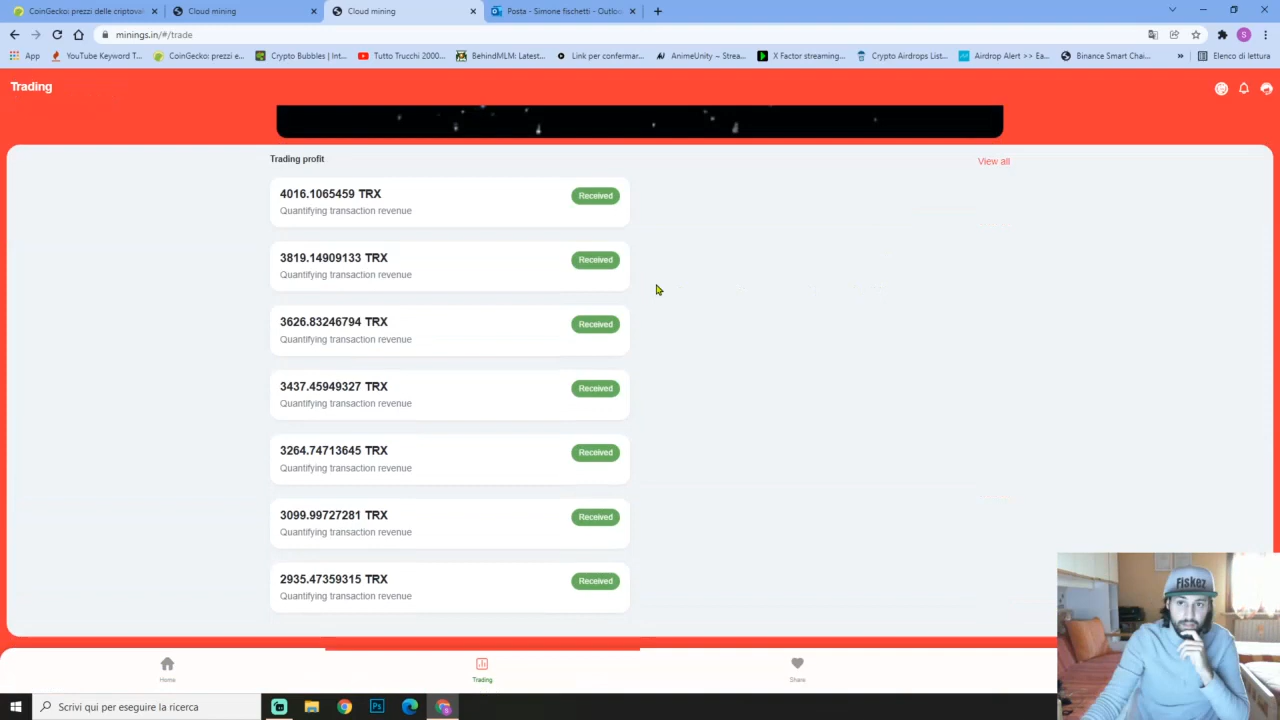 CoinGecko: prezzi delle criptova
Cloud mining
Cloud mining
Posta - Simone fischetti - Outlook
minings.in/#/trade
App
YouTube Keyword T...
CoinGecko: prezzi e...
Crypto Bubbles | Int...
Tutto Trucchi 2000...
BehindMLM: Latest...
Link per confermar...
AnimeUnity ~ Strea...
X Factor streaming...
Crypto Airdrops List...
Airdrop Alert >> Ea...
Binance Smart Chai...
»
Elenco di lettura
Trading
Trading profit
View all
4016.1065459 TRX
Received
Quantifying transaction revenue
3819.14909133 TRX
Received
Quantifying transaction revenue
3626.83246794 TRX
Received
Quantifying transaction revenue
3437.45949327 TRX
Received
Quantifying transaction revenue
3264.74713645 TRX
Received
Quantifying transaction revenue
3099.99727281 TRX
Received
Quantifying transaction revenue
2935.47359315 TRX
Received
Quantifying transaction revenue
FISKEZ
Home
Trading
Share
Scrivi qui per eseguire la ricerca